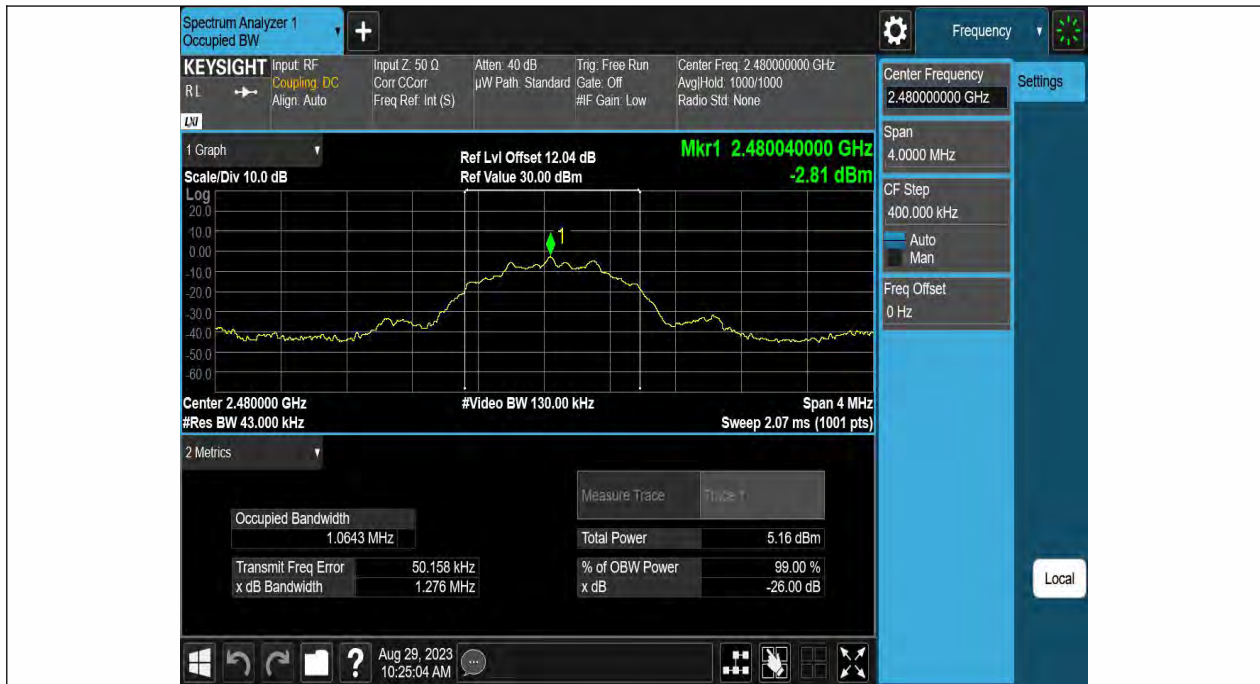 Spectrum Analyzer 1
Occupied BW
Frequency
KEYSIGHT
R L
LXI
Input: RF
Coupling: DC
Align: Auto
Input Z: 50 Ω
Corr CCorr
Freq Ref: Int (S)
Atten: 40 dB
µW Path: Standard
Trig: Free Run
Gate: Off
#IF Gain: Low
Center Freq: 2.480000000 GHz
Avg|Hold: 1000/1000
Radio Std: None
Center Frequency
2.480000000 GHz
Settings
Span
4.0000 MHz
CF Step
400.000 kHz
Auto
Man
Freq Offset
0 Hz
1 Graph
Scale/Div 10.0 dB
Ref Lvl Offset 12.04 dB
Ref Value 30.00 dBm
Mkr1 2.480040000 GHz
-2.81 dBm
Log
20.0
10.0
0.00
-10.0
-20.0
-30.0
-40.0
-50.0
-60.0
1
Center 2.480000 GHz
#Video BW 130.00 kHz
Span 4 MHz
#Res BW 43.000 kHz
Sweep 2.07 ms (1001 pts)
2 Metrics
Measure Trace
Trace 1
Occupied Bandwidth
1.0643 MHz
Total Power 5.16 dBm
Transmit Freq Error 50.158 kHz
% of OBW Power 99.00 %
x dB Bandwidth 1.276 MHz
x dB -26.00 dB
Local
?
Aug 29, 2023
10:25:04 AM